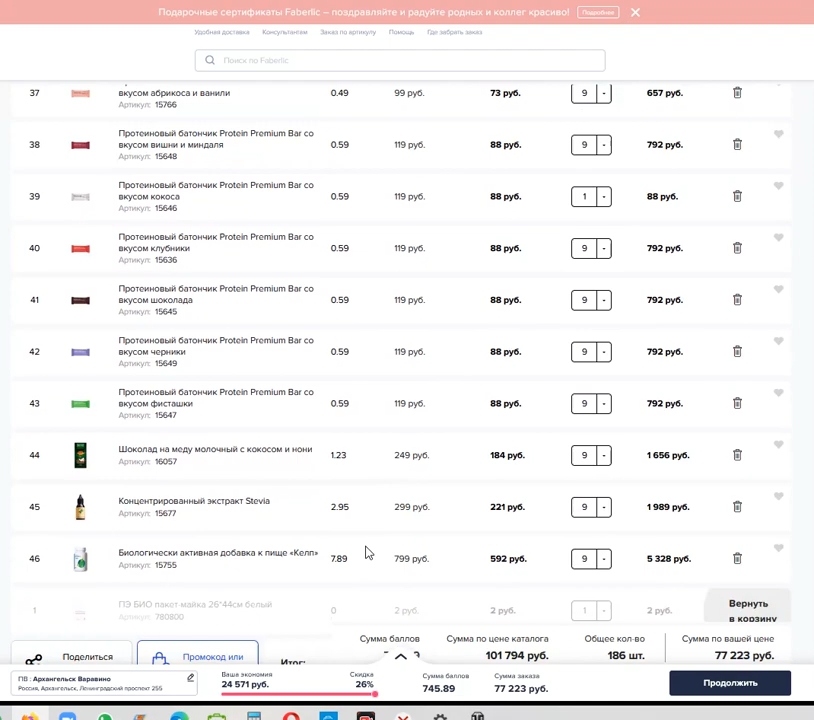 Подарочные сертификаты Faberlic – поздравляйте и радуйте родных и коллег красиво! Подробнее
Удобная доставка Консультантам Заказ по артикулу Помощь Где забрать заказ
Поиск по Faberlic
37 вкусом абрикоса и ванили 0.49 99 руб. 73 руб. 9 - 657 руб.
Артикул: 15766
38 Протеиновый батончик Protein Premium Bar со вкусом вишни и миндаля 0.59 119 руб. 88 руб. 9 - 792 руб.
Артикул: 15648
39 Протеиновый батончик Protein Premium Bar со вкусом кокоса 0.59 119 руб. 88 руб. 1 - 88 руб.
Артикул: 15646
40 Протеиновый батончик Protein Premium Bar со вкусом клубники 0.59 119 руб. 88 руб. 9 - 792 руб.
Артикул: 15636
41 Протеиновый батончик Protein Premium Bar со вкусом шоколада 0.59 119 руб. 88 руб. 9 - 792 руб.
Артикул: 15645
42 Протеиновый батончик Protein Premium Bar со вкусом черники 0.59 119 руб. 88 руб. 9 - 792 руб.
Артикул: 15649
43 Протеиновый батончик Protein Premium Bar со вкусом фисташки 0.59 119 руб. 88 руб. 9 - 792 руб.
Артикул: 15647
44 Шоколад на меду молочный с кокосом и нони 1.23 249 руб. 184 руб. 9 - 1 656 руб.
Артикул: 16057
45 Концентрированный экстракт Stevia 2.95 299 руб. 221 руб. 9 - 1 989 руб.
Артикул: 15677
46 Биологически активная добавка к пище «Келп» 7.89 799 руб. 592 руб. 9 - 5 328 руб.
Артикул: 15755
1 ПЭ БИО пакет майка 26*44см белый 0 2 руб. 2 руб. 1 - 2 руб. Вернуть в корзину
Артикул: 780800
Сумма баллов Сумма по цене каталога Общее кол-во Сумма по вашей цене
Поделиться Промокод или Итог: 101 794 руб. 186 шт. 77 223 руб.
ПВ : Архангельск Варавино Ваша экономия Скидка Сумма баллов Сумма заказа Продолжить
Россия, Архангельск, Ленинградский проспект 255 24 571 руб. 26% 745.89 77 223 руб.